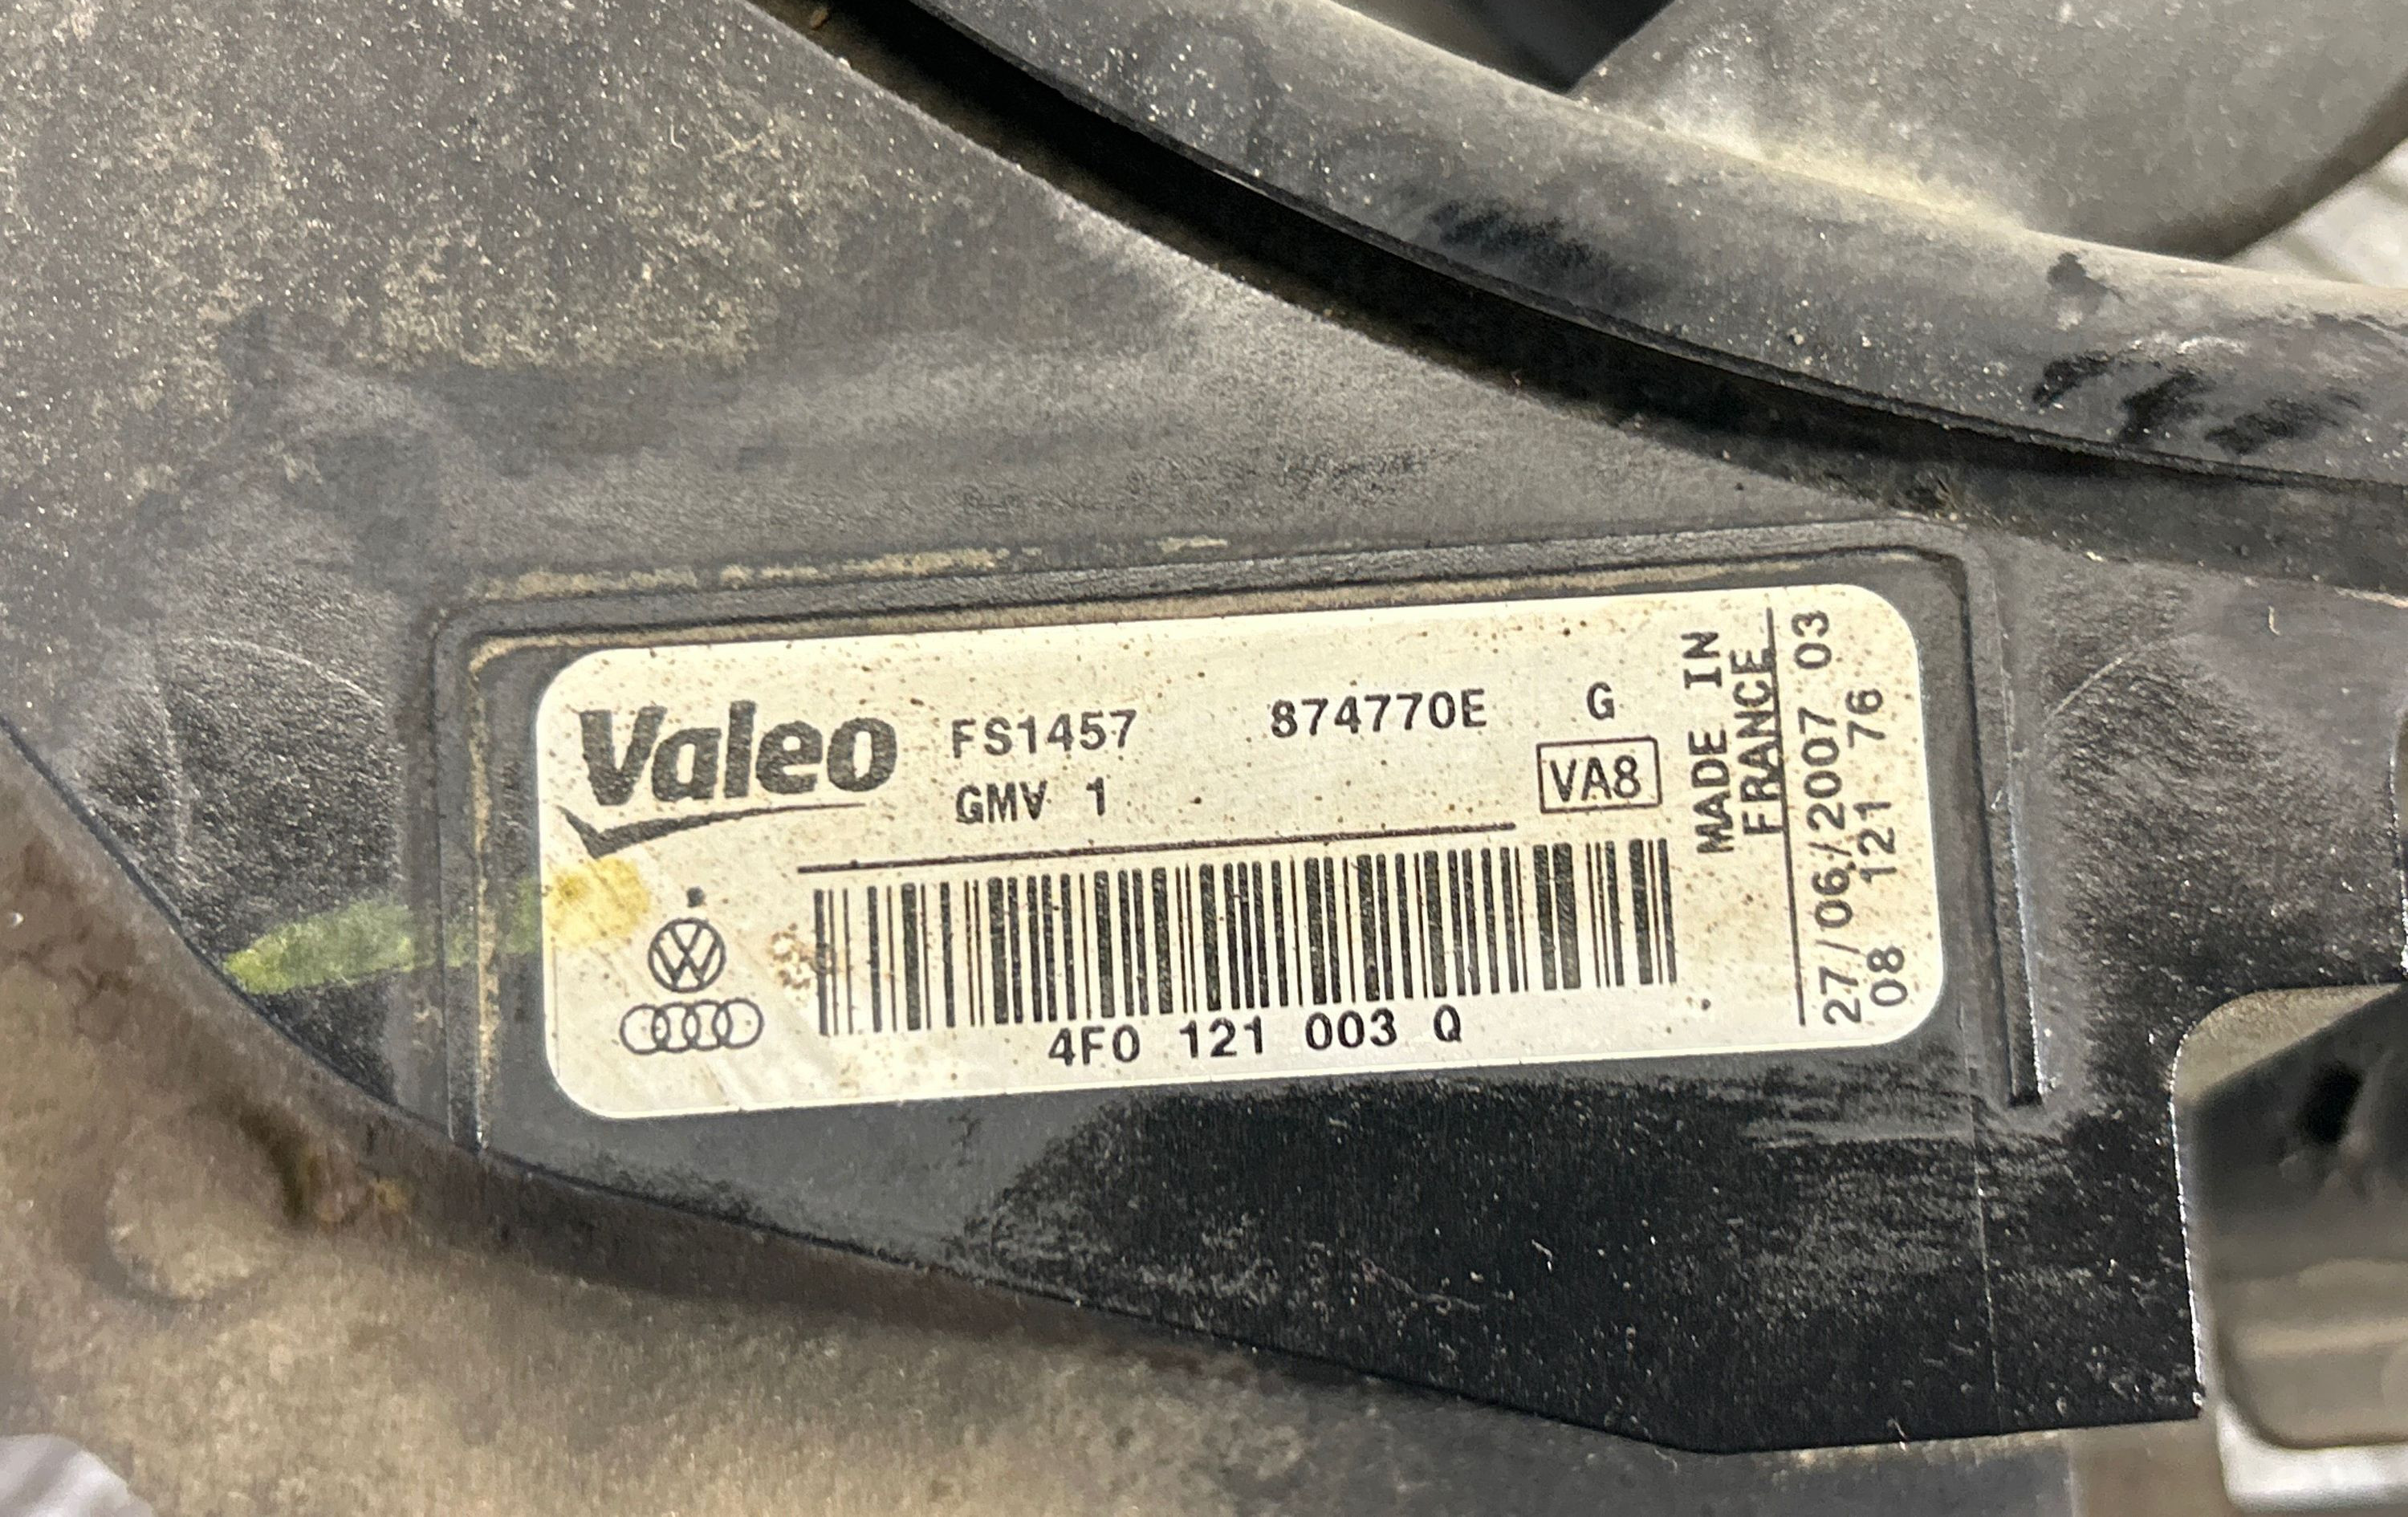 Valeo
FS1457 874770E G
GMV 1 VA8
4F0 121 003 Q
MADE IN
FRANCE
27/06/2007 03
08 121 76